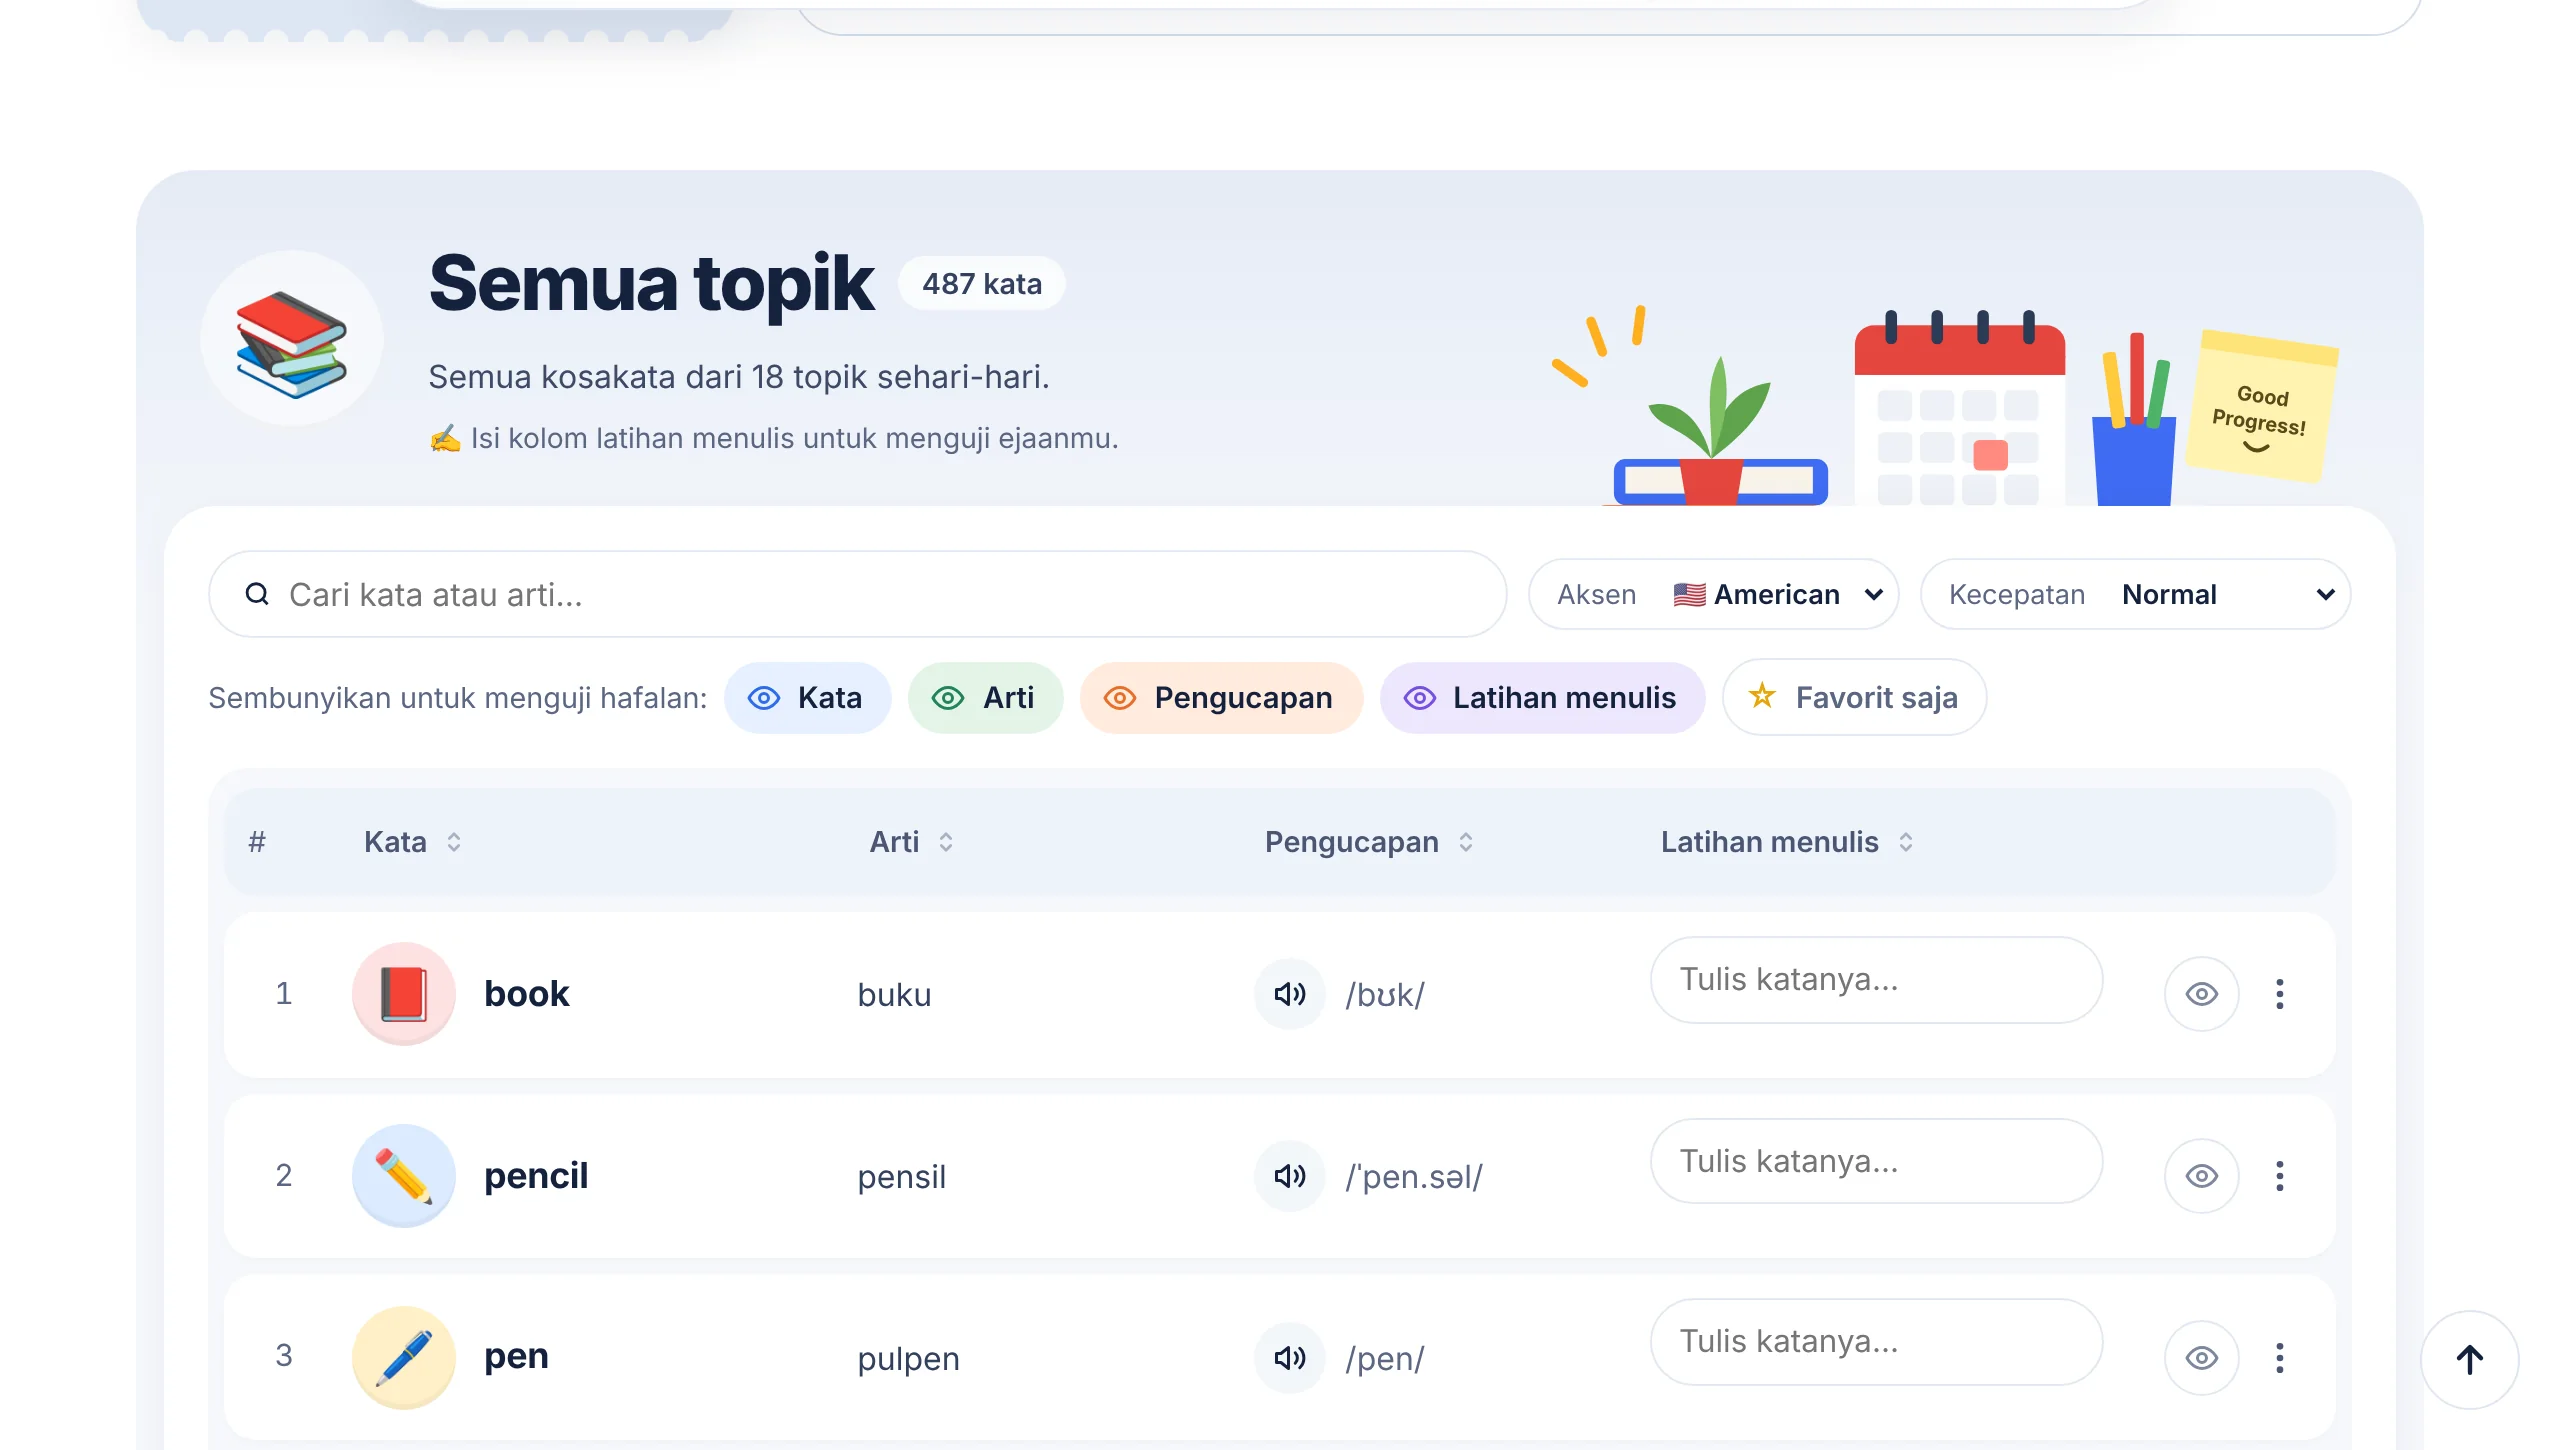 Semua topik 487 kata
Semua kosakata dari 18 topik sehari-hari.
✍️ Isi kolom latihan menulis untuk menguji ejaanmu.
Good
Progress!
Cari kata atau arti...
Aksen 🇺🇸 American
Kecepatan Normal
Sembunyikan untuk menguji hafalan: Kata Arti Pengucapan Latihan menulis Favorit saja
# Kata Arti Pengucapan Latihan menulis
1 book buku /bʊk/ Tulis katanya...
2 pencil pensil /ˈpen.səl/ Tulis katanya...
3 pen pulpen /pen/ Tulis katanya...